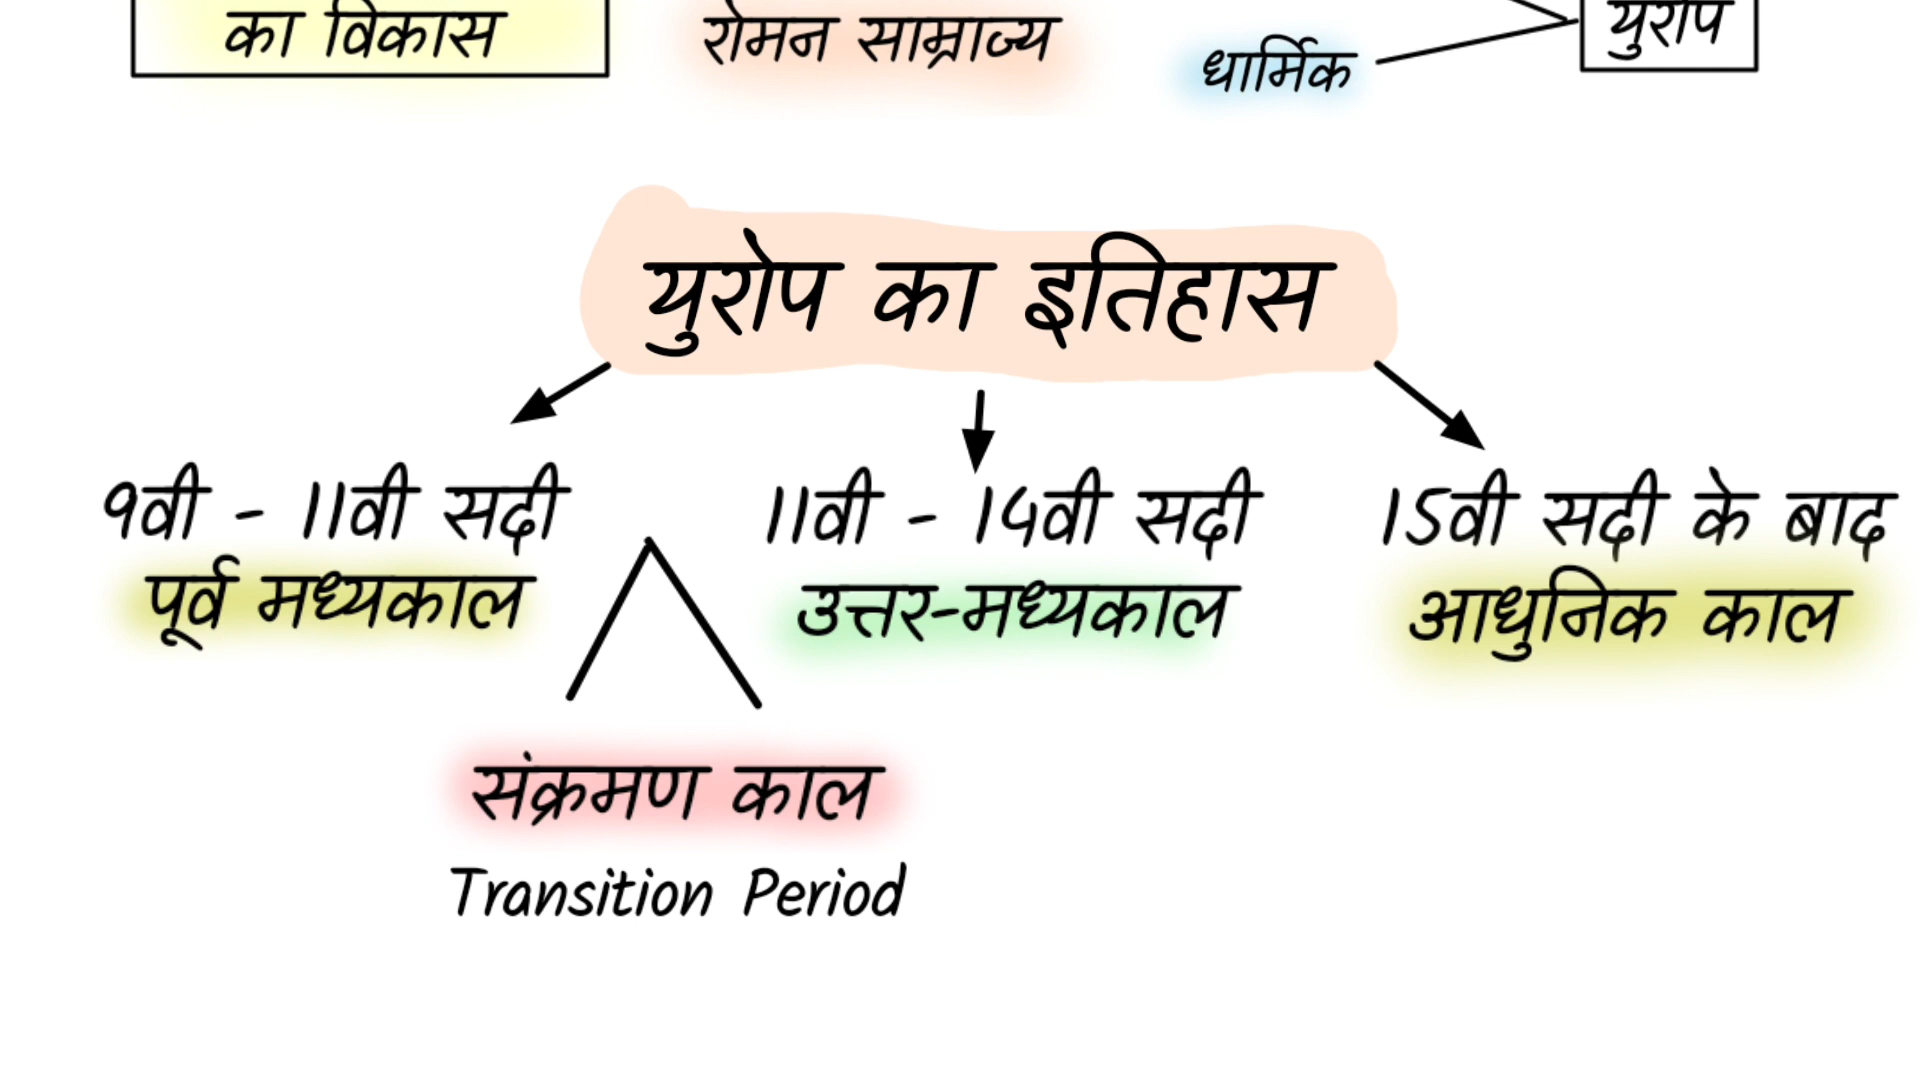 का विकास
रोमन साम्राज्य
धार्मिक
युरोप
युरोप का इतिहास
9वी - 11वी सदी
पूर्व मध्यकाल
11वी - 14वी सदी
उत्तर-मध्यकाल
15वी सदी के बाद
आधुनिक काल
संक्रमण काल
Transition Period